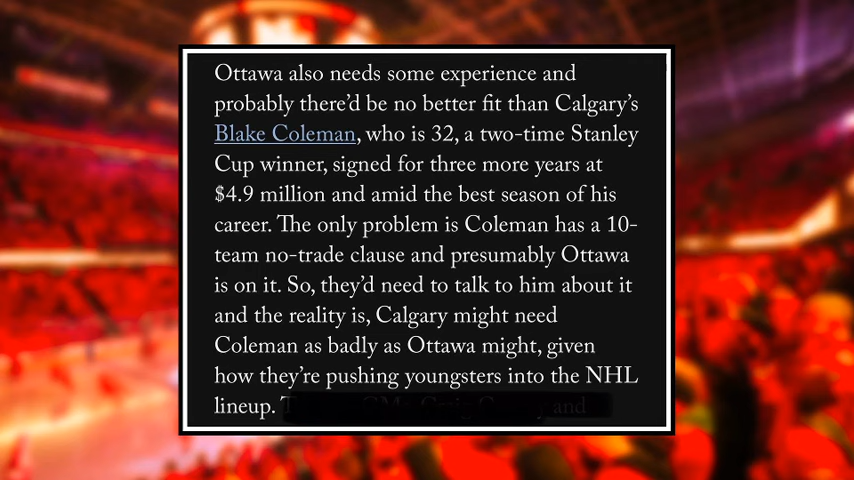 Ottawa also needs some experience and
probably there'd be no better fit than Calgary's
Blake Coleman, who is 32, a two-time Stanley
Cup winner, signed for three more years at
$4.9 million and amid the best season of his
career. The only problem is Coleman has a 10-
team no-trade clause and presumably Ottawa
is on it. So, they'd need to talk to him about it
and the reality is, Calgary might need
Coleman as badly as Ottawa might, given
how they're pushing youngsters into the NHL
lineup. and